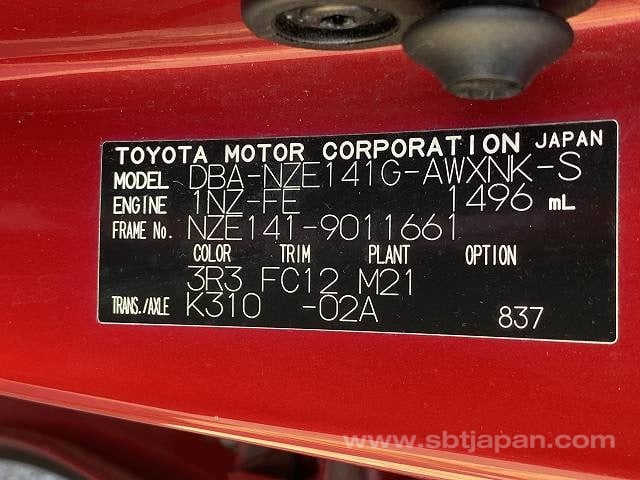 TOYOTA MOTOR CORPORATION JAPAN
MODEL DBA-NZE141G-AWXNK-S
ENGINE 1NZ-FE 1496 mL
FRAME No. NZE141-9011661
COLOR TRIM PLANT OPTION
3R3 FC12 M21
TRANS./AXLE K310 -02A 837
www.sbtjapan.com